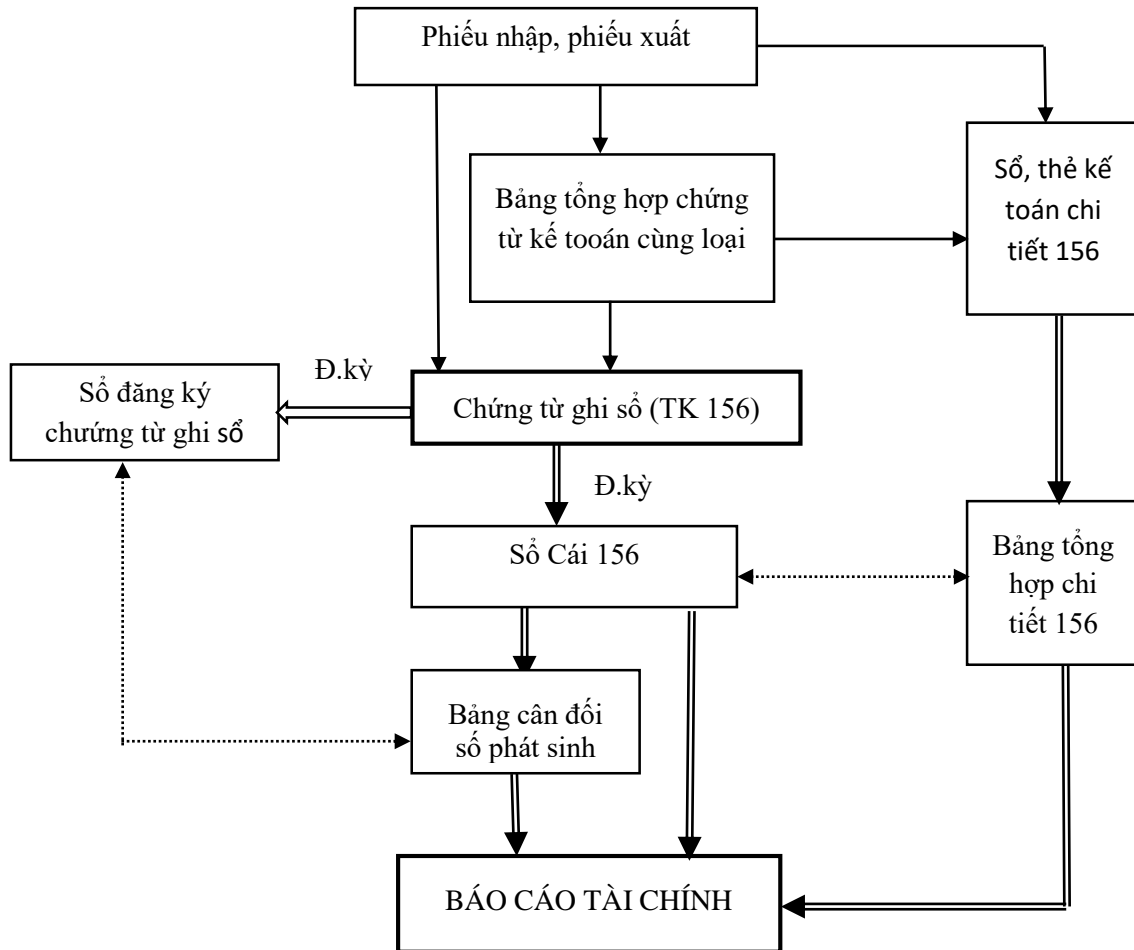 Phiếu nhập, phiếu xuất
Bảng tổng hợp chứng
từ kế tooán cùng loại
Sổ, thẻ kế
toán chi
tiết 156
Đ.kỳ
Sổ đăng ký
chưứng từ ghi sổ
Chứng từ ghi sổ (TK 156)
Đ.kỳ
Sổ Cái 156
Bảng tổng
hợp chi
tiết 156
Bảng cân đối
số phát sinh
BÁO CÁO TÀI CHÍNH